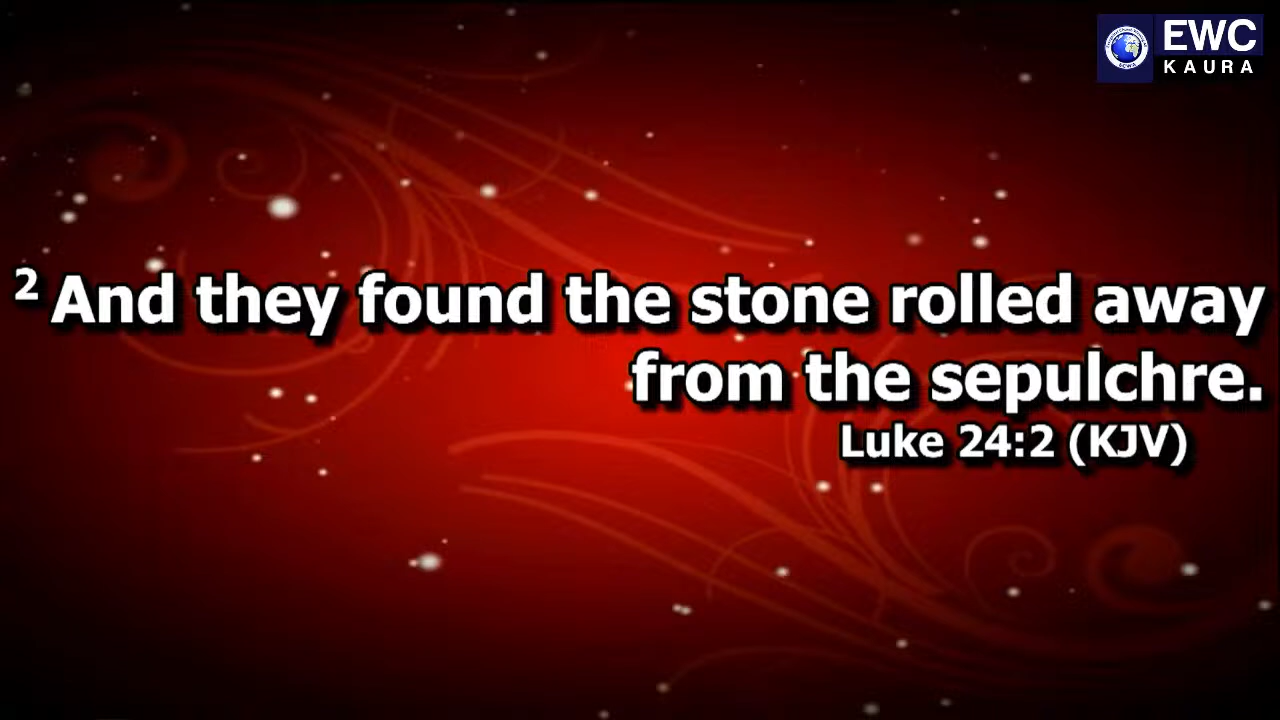 EWC
KAURA
2 And they found the stone rolled away
from the sepulchre.
Luke 24:2 (KJV)